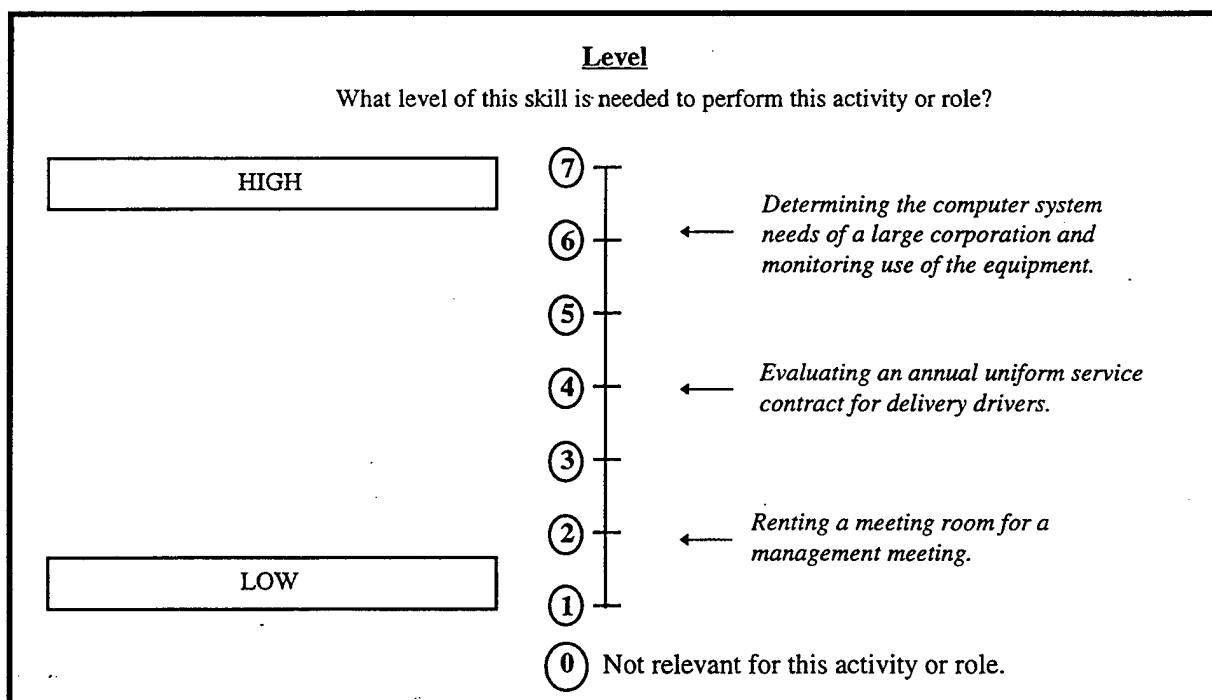 Level
What level of this skill is needed to perform this activity or role?
HIGH
7
Determining the computer system
needs of a large corporation and
monitoring use of the equipment.
6
5
4
Evaluating an annual uniform service
contract for delivery drivers.
3
2
Renting a meeting room for a
management meeting.
LOW
1
0 Not relevant for this activity or role.